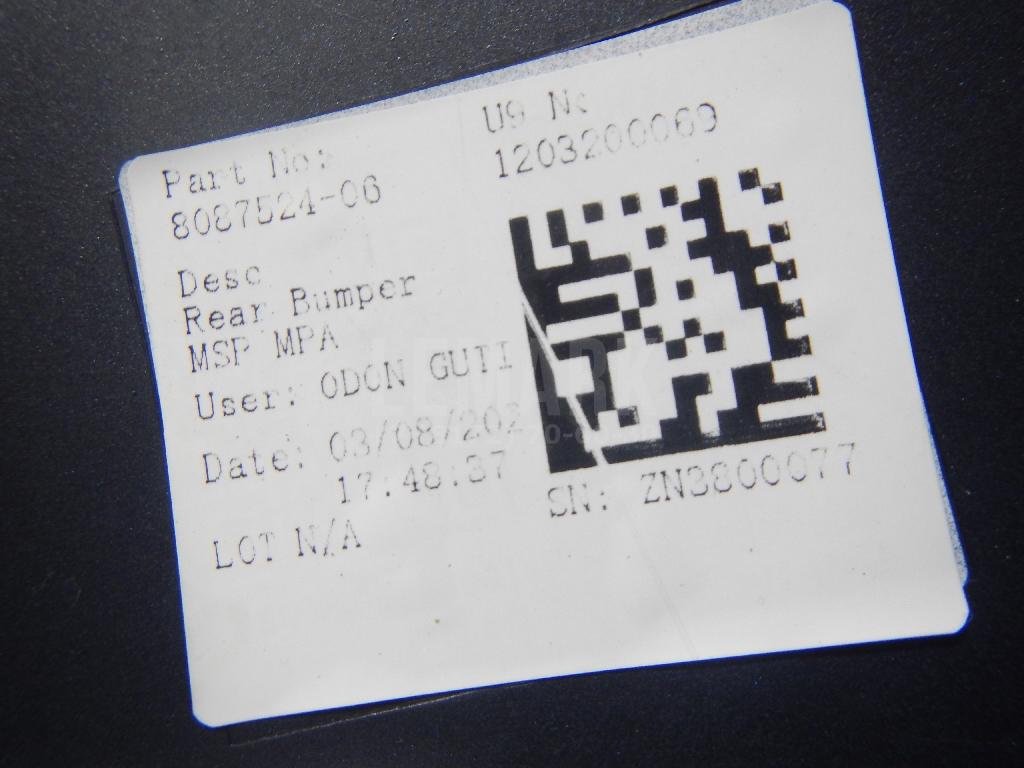 Part No:
8087524-06
U9 No
1203200069
Desc
Rear Bumper
MSP MPA
User: ODON GUTI
Date: 03/08/202
17:48:37
LOT N/A
SN: ZN3800077
LEMARK